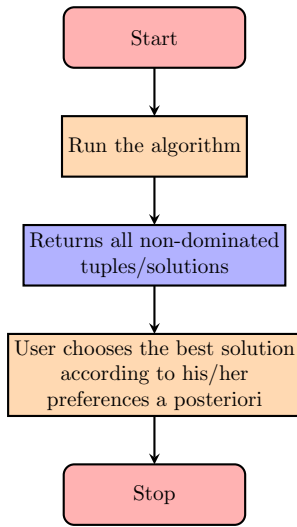 Start
Run the algorithm
Returns all non-dominated
tuples/solutions
User chooses the best solution
according to his/her
preferences a posteriori
Stop